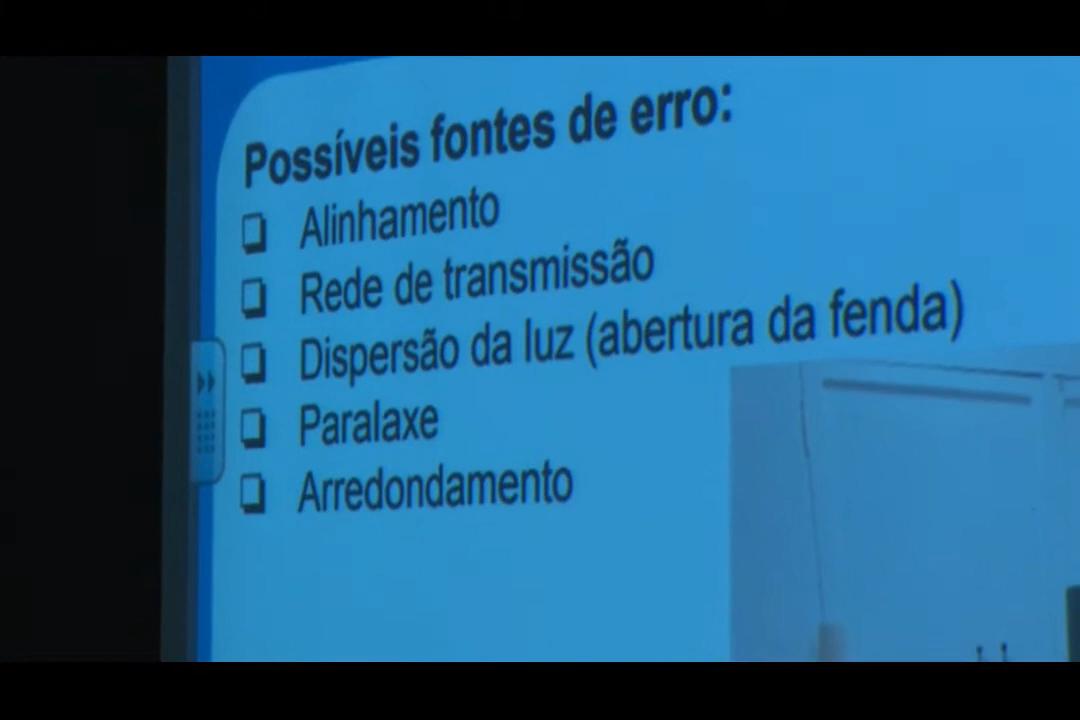 Possíveis fontes de erro:
Alinhamento
Rede de transmissão
Dispersão da luz (abertura da fenda)
Paralaxe
Arredondamento